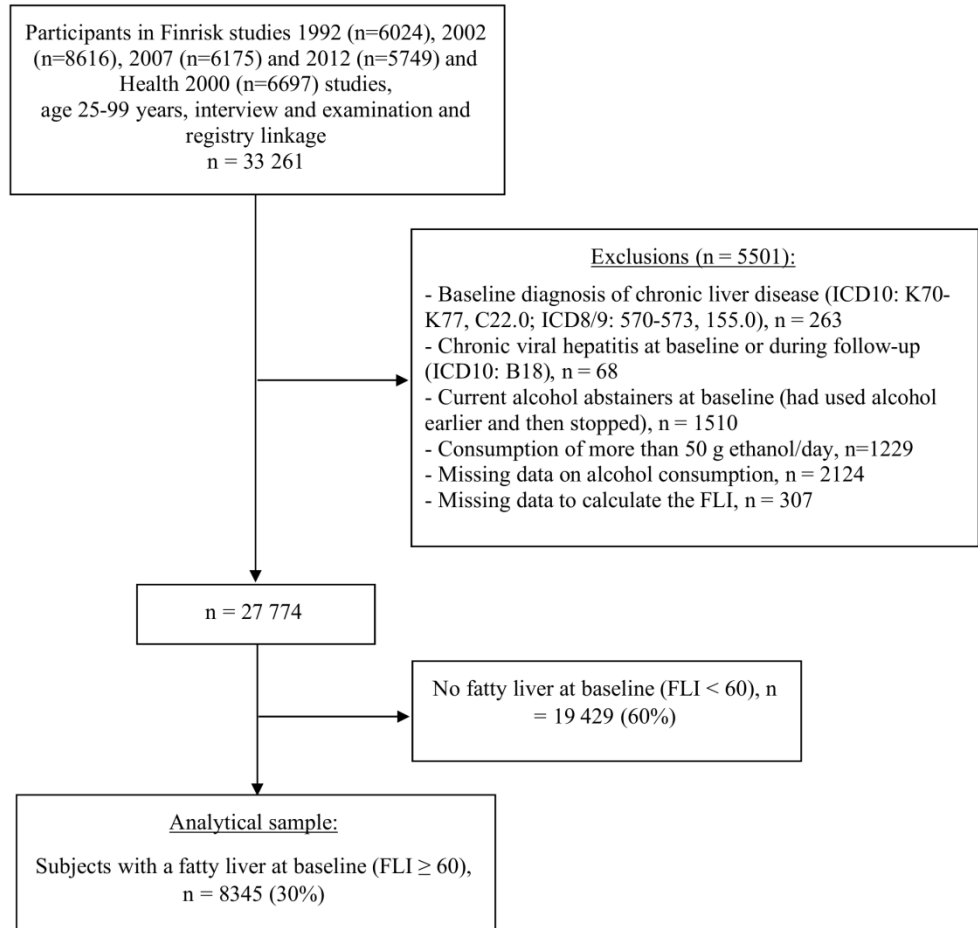 Participants in Finrisk studies 1992 (n=6024), 2002
(n=8616), 2007 (n=6175) and 2012 (n=5749) and
Health 2000 (n=6697) studies,
age 25-99 years, interview and examination and
registry linkage
n = 33 261
Exclusions (n = 5501):
- Baseline diagnosis of chronic liver disease (ICD10: K70-
K77, C22.0; ICD8/9: 570-573, 155.0), n = 263
- Chronic viral hepatitis at baseline or during follow-up
(ICD10: B18), n = 68
- Current alcohol abstainers at baseline (had used alcohol
earlier and then stopped), n = 1510
- Consumption of more than 50 g ethanol/day, n=1229
- Missing data on alcohol consumption, n = 2124
- Missing data to calculate the FLI, n = 307
n = 27 774
No fatty liver at baseline (FLI < 60), n
= 19 429 (60%)
Analytical sample:
Subjects with a fatty liver at baseline (FLI ≥ 60),
n = 8345 (30%)